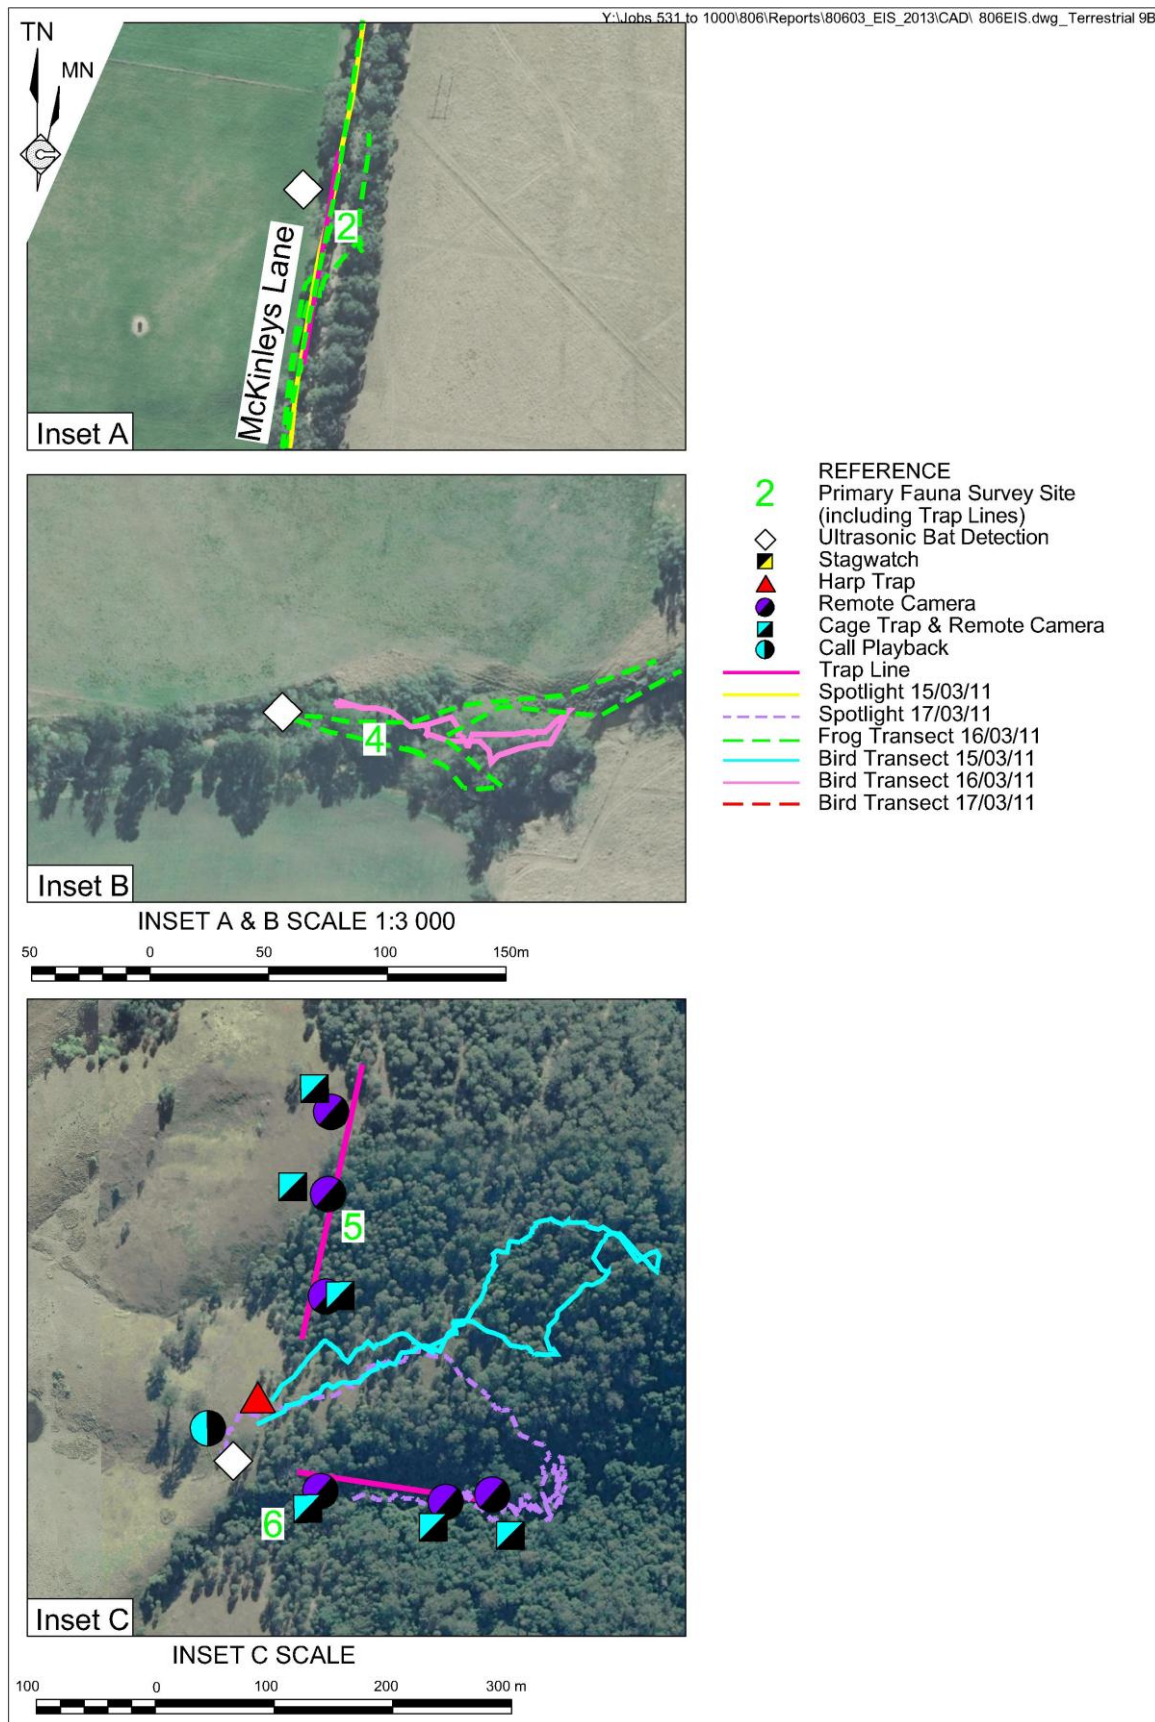 Y:\Jobs 531 to 1000\806\Reports\80603_EIS_2013\CAD\ 806EIS.dwg_Terrestrial 9B
TN
MN
2
McKinleys Lane
Inset A
4
Inset B
INSET A & B SCALE 1:3 000
50 0 50 100 150m
REFERENCE
2 Primary Fauna Survey Site
(including Trap Lines)
Ultrasonic Bat Detection
Stagwatch
Harp Trap
Remote Camera
Cage Trap & Remote Camera
Call Playback
Trap Line
Spotlight 15/03/11
Spotlight 17/03/11
Frog Transect 16/03/11
Bird Transect 15/03/11
Bird Transect 16/03/11
Bird Transect 17/03/11
5
6
Inset C
INSET C SCALE
100 0 100 200 300 m